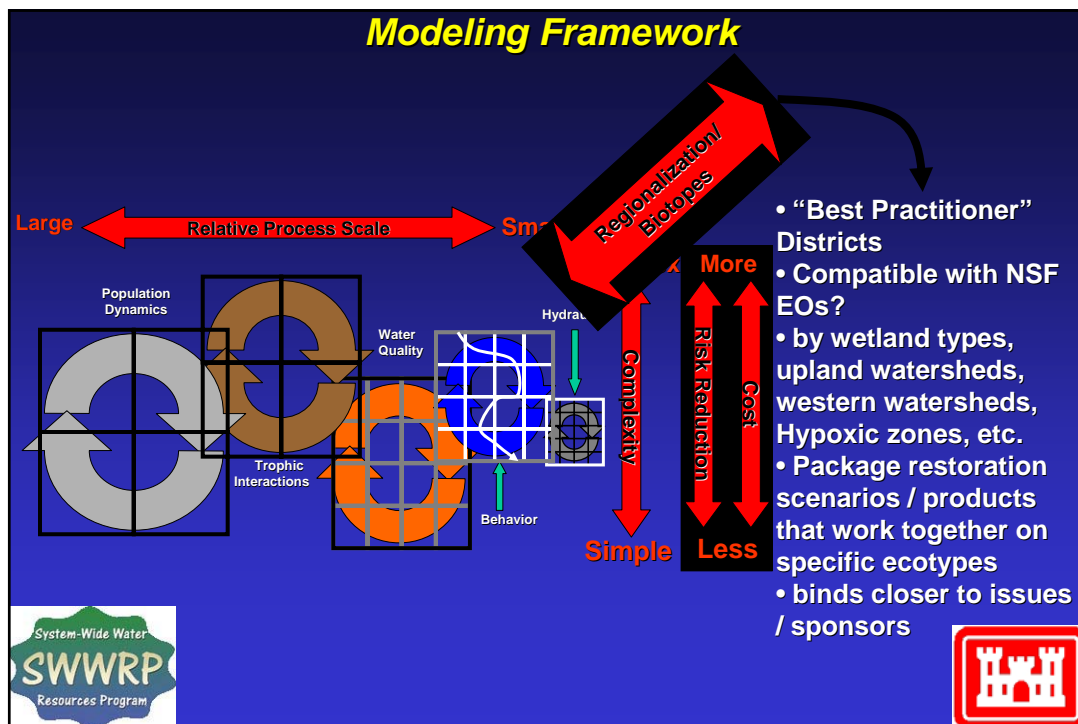 Modeling Framework
Regionalization/
Biotopes
Large
Relative Process Scale
More
Population
Dynamics
Water
Quality
Trophic
Interactions
Behavior
Complexity
Risk Reduction
Cost
Simple
Less
• “Best Practitioner”
Districts
• Compatible with NSF
EOs?
• by wetland types,
upland watersheds,
western watersheds,
Hypoxic zones, etc.
• Package restoration
scenarios / products
that work together on
specific ecotypes
• binds closer to issues
/ sponsors
System-Wide Water
SWWRP
Resources Program